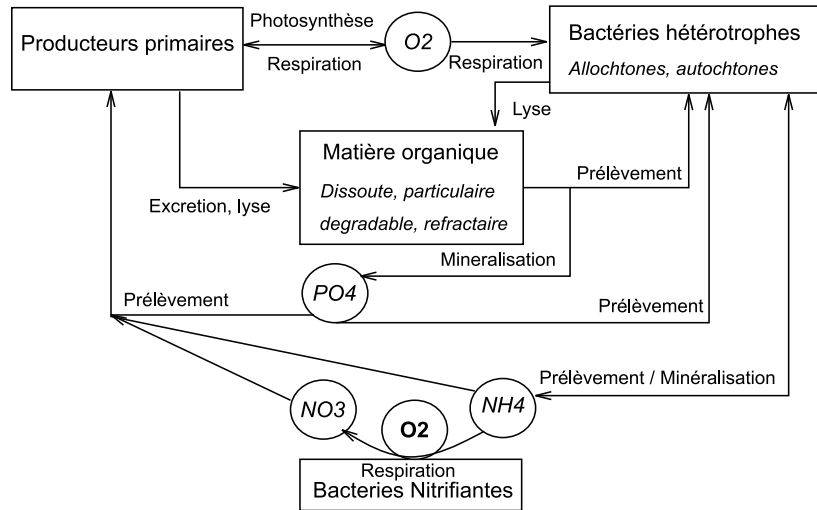 Photosynthèse
Producteurs primaires
O2
Respiration
Respiration
Bactéries hétérotrophes
Allochtones, autochtones
Lyse
Matière organique
Dissoute, particulaire
degradable, refractaire
Prélèvement
Excretion, lyse
Mineralisation
PO4
Prélèvement
Prélèvement
Prélèvement / Minéralisation
NO3
NH4
O2
Respiration
Bacteries Nitrifiantes